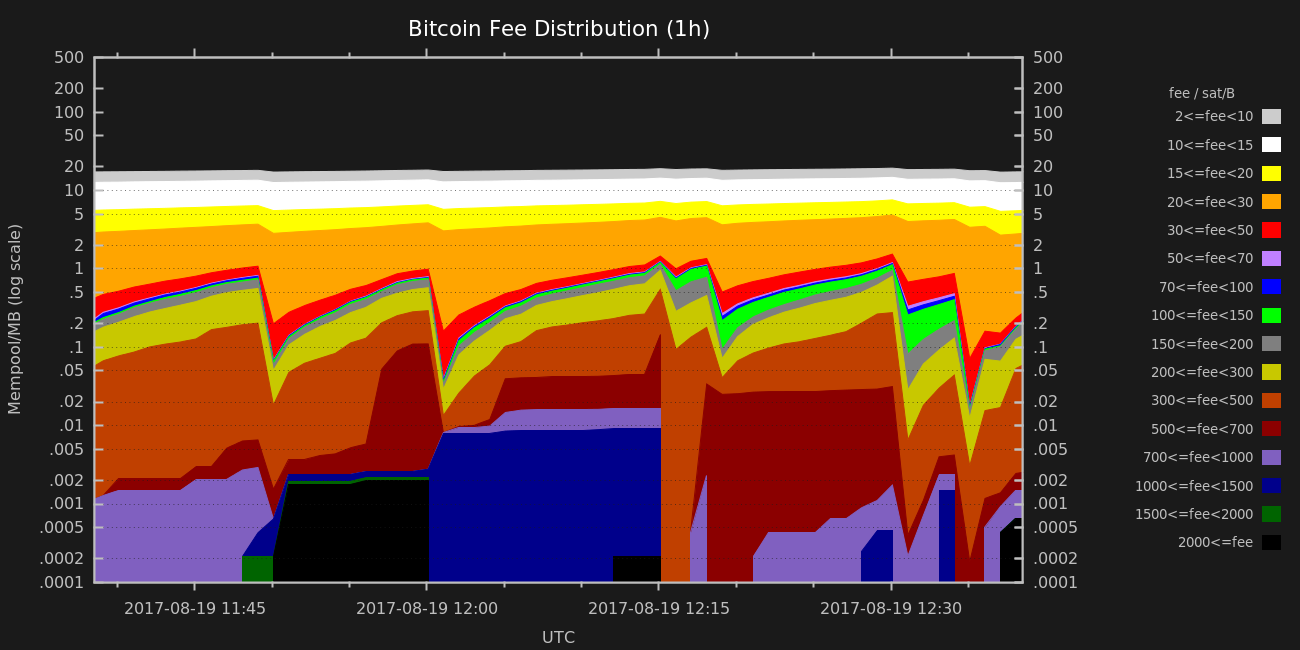 Bitcoin Fee Distribution (1h)
500
200
100
50
20
10
5
2
1
.5
.2
.1
.05
.02
.01
.005
.002
.001
.0005
.0002
.0001
Mempool/MB (log scale)
500
200
100
50
20
10
5
2
1
.5
.2
.1
.05
.02
.01
.005
.002
.001
.0005
.0002
.0001
fee / sat/B
2<=fee<10
10<=fee<15
15<=fee<20
20<=fee<30
30<=fee<50
50<=fee<70
70<=fee<100
100<=fee<150
150<=fee<200
200<=fee<300
300<=fee<500
500<=fee<700
700<=fee<1000
1000<=fee<1500
1500<=fee<2000
2000<=fee
2017-08-19 11:45
2017-08-19 12:00
2017-08-19 12:15
2017-08-19 12:30
UTC